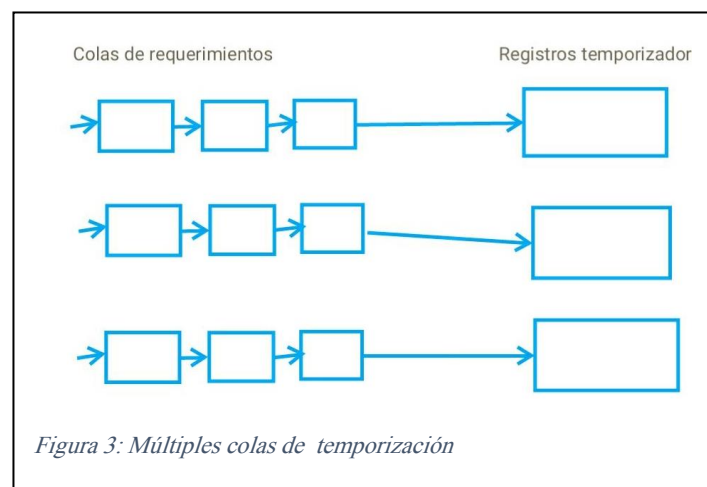 Colas de requerimientos
Registros temporizador
Figura 3: Múltiples colas de temporización